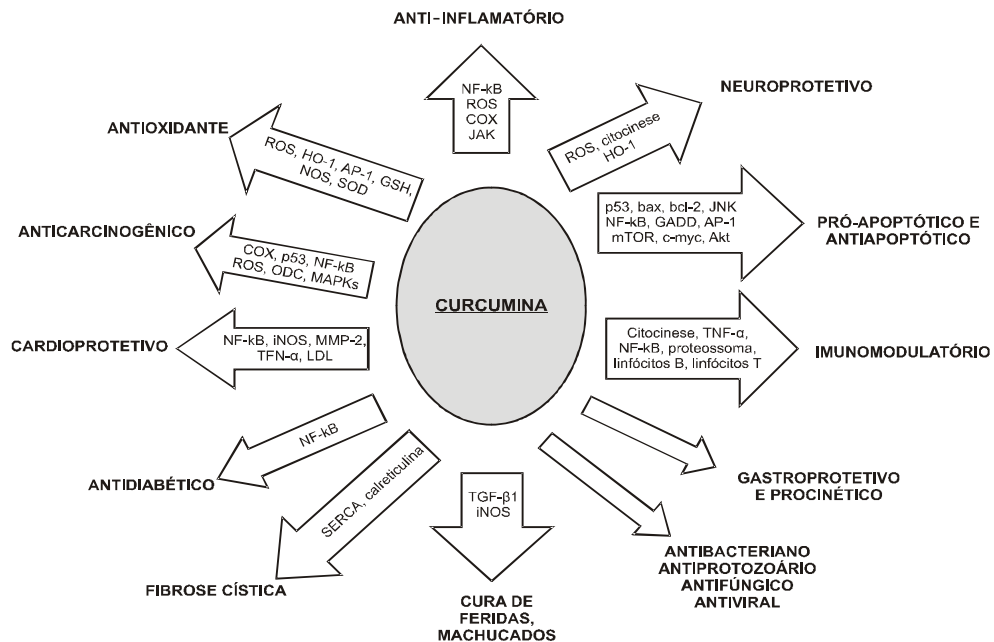 ANTI-INFLAMATÓRIO
NF-kB
ROS
COX
JAK
NEUROPROTETIVO
ROS, citocinese
HO-1
PRÓ-APOPTÓTICO E
ANTIAPOPTÓTICO
p53, bax, bcl-2, JNK
NF-kB, GADD, AP-1
mTOR, c-myc, Akt
IMUNOMODULATÓRIO
Citocinese, TNF-α,
NF-kB, proteossoma,
linfócitos B, linfócitos T
GASTROPROTETIVO
E PROCINÉTICO
ANTIBACTERIANO
ANTIPROTOZOÁRIO
ANTIFÚNGICO
ANTIVIRAL
TGF-β1
iNOS
CURA DE
FERIDAS,
MACHUCADOS
SERCA, calreticulina
FIBROSE CÍSTICA
NF-kB
ANTIDIABÉTICO
CARDIOPROTETIVO
NF-kB, iNOS, MMP-2,
TFN-α, LDL
ANTICARCINOGÊNICO
COX, p53, NF-kB
ROS, ODC, MAPKs
ANTIOXIDANTE
ROS, HO-1, AP-1, GSH,
NOS, SOD
CURCUMINA